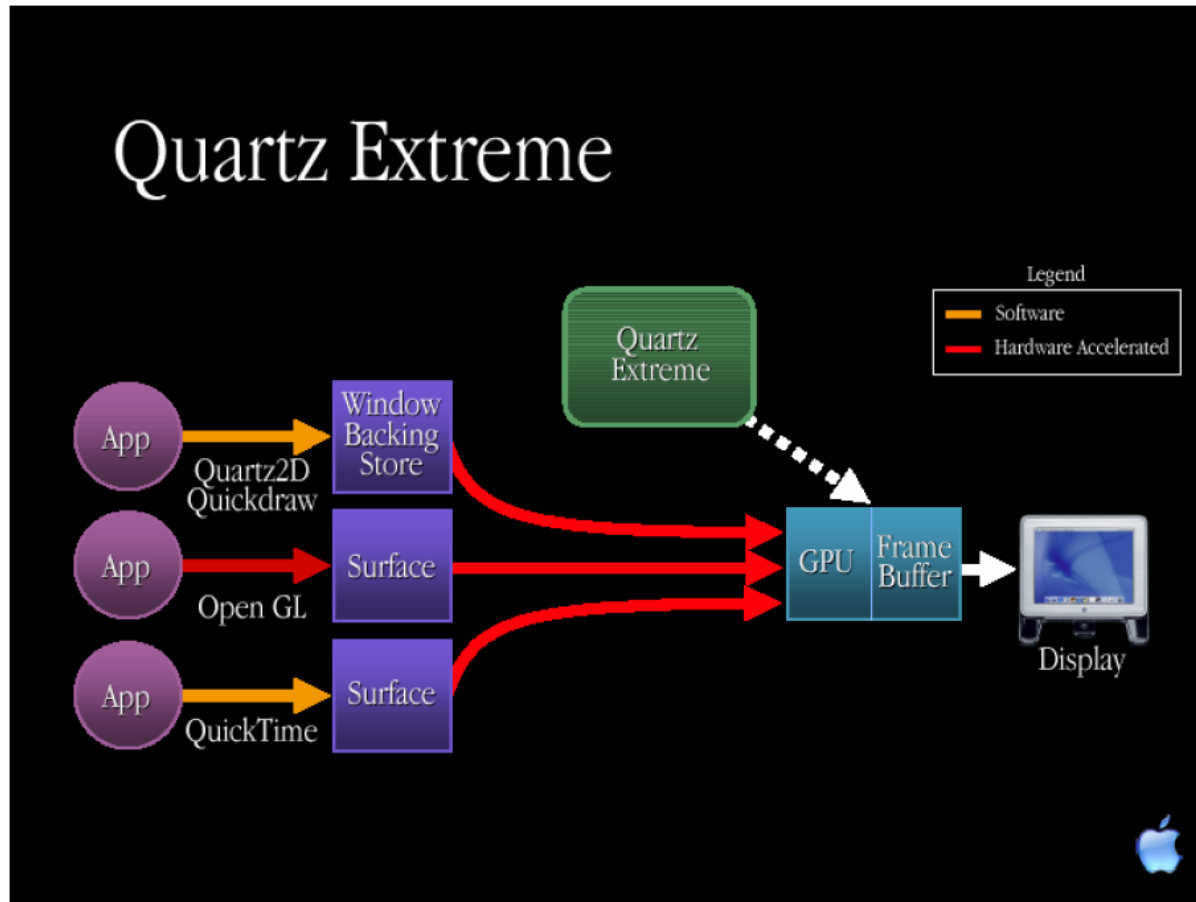 Quartz Extreme
Legend
Software
Hardware Accelerated
Quartz
Extreme
App
Quartz2D
Quickdraw
Window
Backing
Store
App
Open GL
Surface
GPU
Frame
Buffer
Display
App
QuickTime
Surface